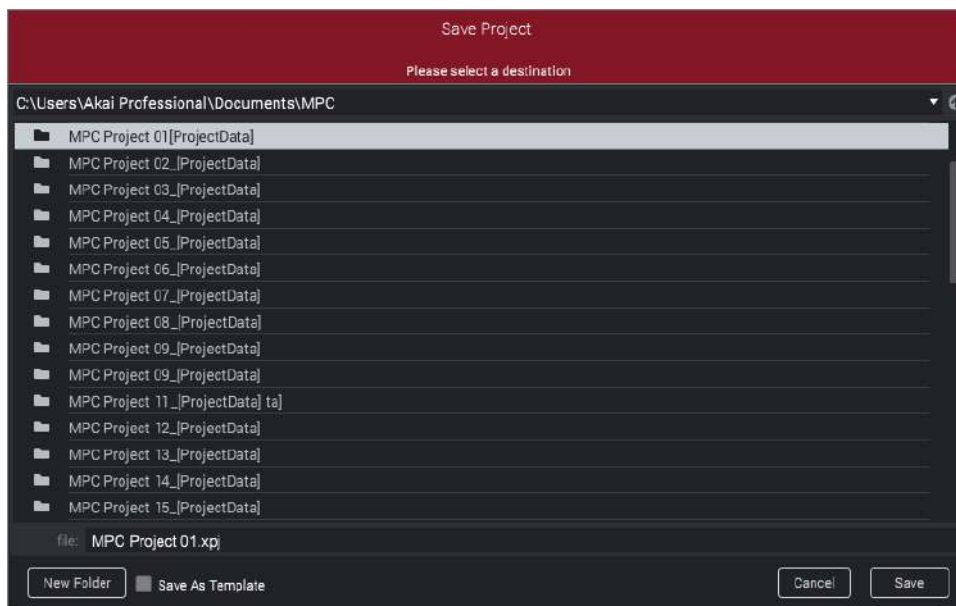 Save Project
Please select a destination
C:\Users\Akai Professional\Documents\MPC
MPC Project 01[ProjectData]
MPC Project 02_[ProjectData]
MPC Project 03_[ProjectData]
MPC Project 04_[ProjectData]
MPC Project 05_[ProjectData]
MPC Project 06_[ProjectData]
MPC Project 07_[ProjectData]
MPC Project 08_[ProjectData]
MPC Project 09_[ProjectData]
MPC Project 09_[ProjectData]
MPC Project 11_[ProjectData] ta]
MPC Project 12_[ProjectData]
MPC Project 13_[ProjectData]
MPC Project 14_[ProjectData]
MPC Project 15_[ProjectData]
file: MPC Project 01.xpj
New Folder Save As Template Cancel Save